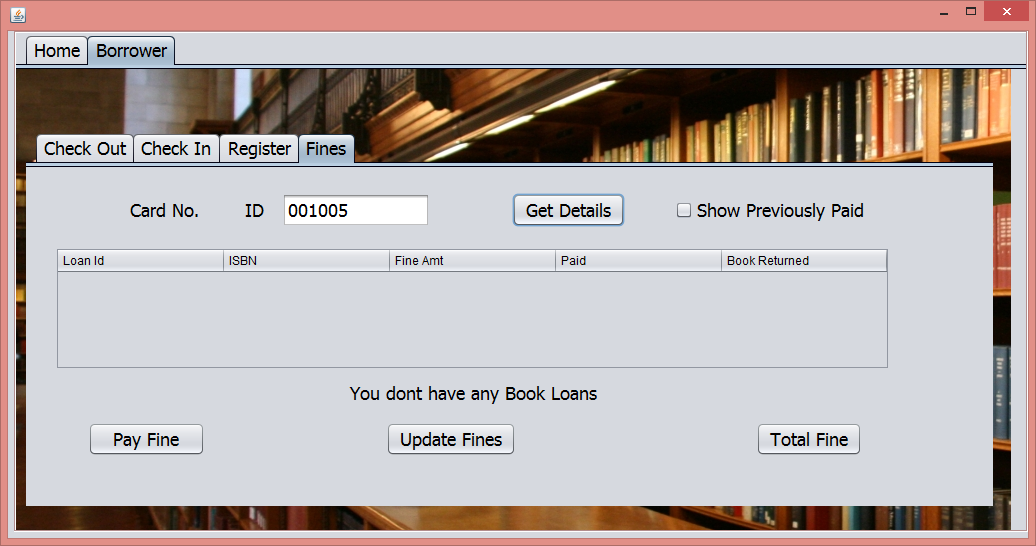 Home Borrower
Check Out Check In Register Fines
Card No. ID 001005 Get Details Show Previously Paid
Loan Id ISBN Fine Amt Paid Book Returned
You dont have any Book Loans
Pay Fine Update Fines Total Fine